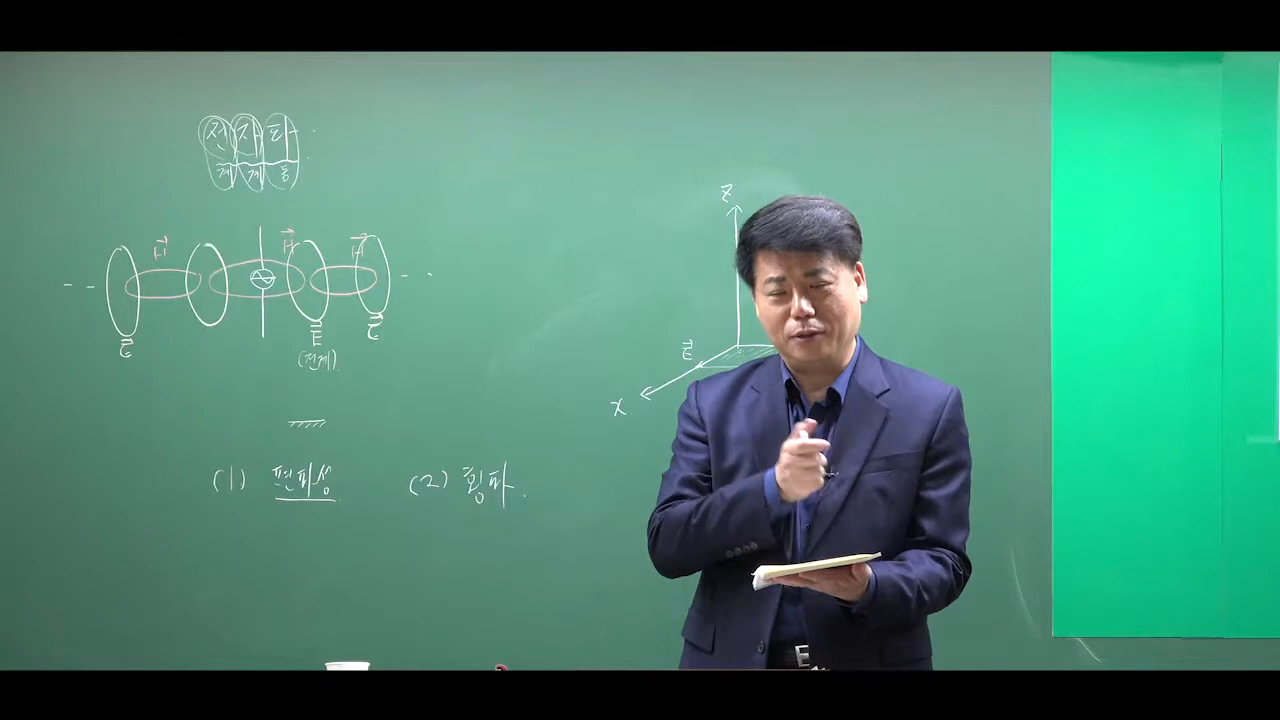 전 자 파
계 계 동
H H H
E E E
(전계)
(1) 편파성 (2) 횡파.
Z
E
X